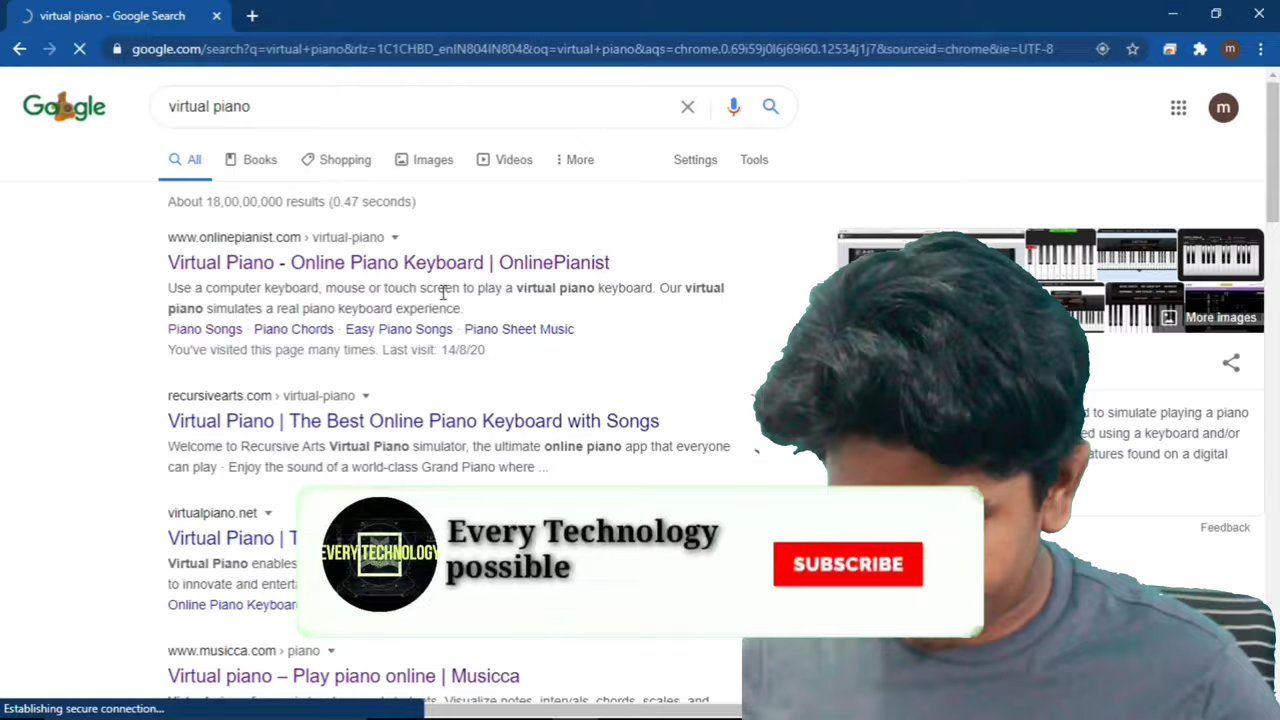 virtual piano - Google Search
google.com/search?q=virtual+piano&rlz=1C1CHBD_enIN804IN804&oq=virtual+piano&aqs=chrome.0.69i59j0l6j69i60.12534j1j7&sourceid=chrome&ie=UTF-8
m
Google
virtual piano
m
All
Books
Shopping
Images
Videos
More
Settings
Tools
About 18,00,00,000 results (0.47 seconds)
www.onlinepianist.com › virtual-piano
Virtual Piano - Online Piano Keyboard | OnlinePianist
Use a computer keyboard, mouse or touch screen to play a virtual piano keyboard. Our virtual
piano simulates a real piano keyboard experience.
Piano Songs · Piano Chords · Easy Piano Songs · Piano Sheet Music
You've visited this page many times. Last visit: 14/8/20
More images
recursivearts.com › virtual-piano
Virtual Piano | The Best Online Piano Keyboard with Songs
Welcome to Recursive Arts Virtual Piano simulator, the ultimate online piano app that everyone
can play · Enjoy the sound of a world-class Grand Piano where ...
to simulate playing a piano
ed using a keyboard and/or
atures found on a digital
Feedback
virtualpiano.net
Virtual Piano | T
Virtual Piano enables
to innovate and entert
Online Piano Keyboar
EVERY TECHNOLOGY
Every Technology
possible
SUBSCRIBE
www.musicca.com › piano
Virtual piano – Play piano online | Musicca
Visualize notes, intervals, chords, scales, and
Establishing secure connection...